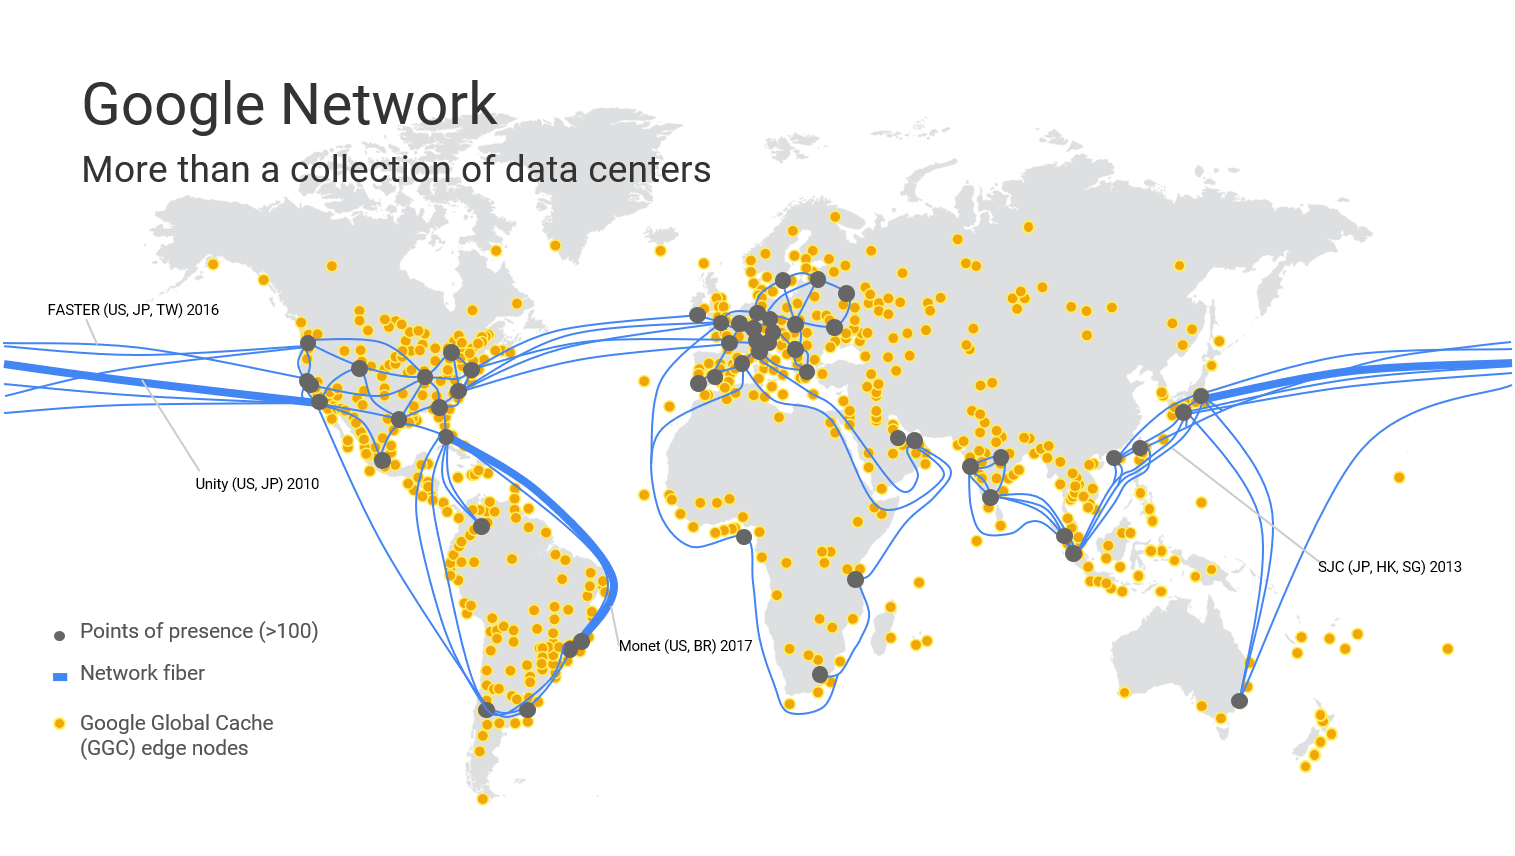 Google Network
More than a collection of data centers
FASTER (US, JP, TW) 2016
Unity (US, JP) 2010
SJC (JP, HK, SG) 2013
Monet (US, BR) 2017
Points of presence (>100)
Network fiber
Google Global Cache
(GGC) edge nodes